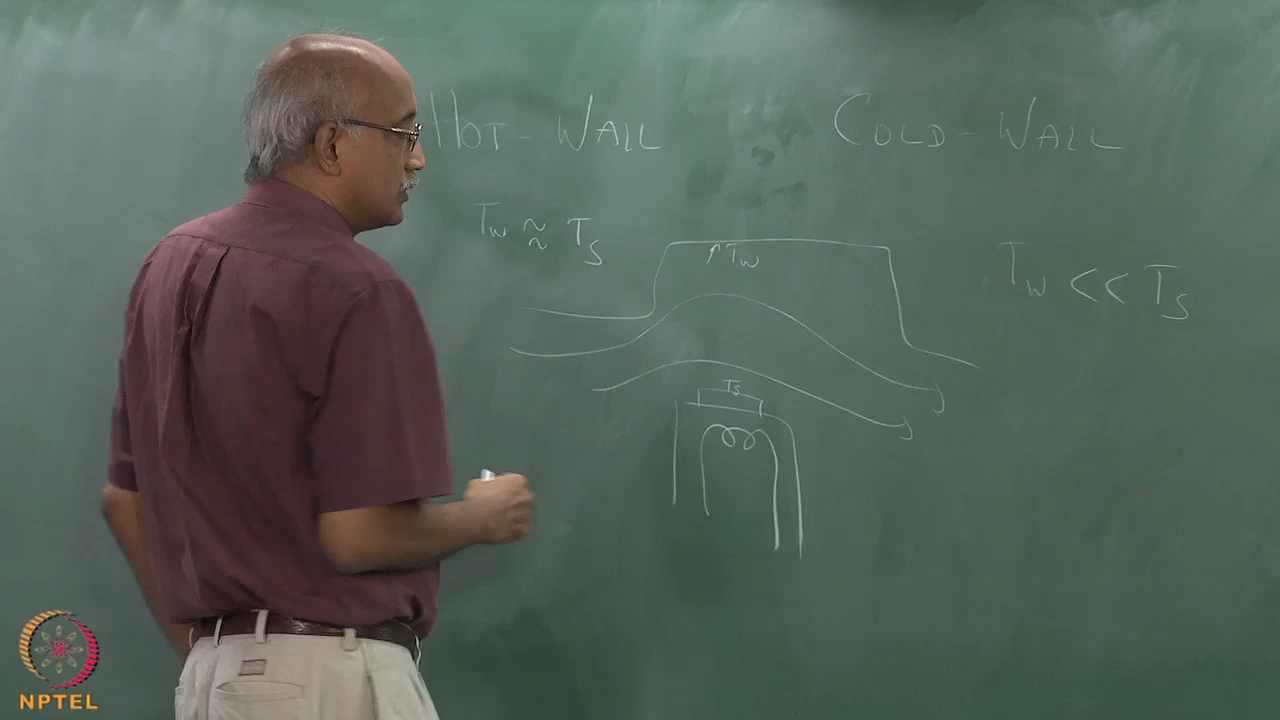 HOT-WALL
COLD-WALL
Tw ≈ Ts
↑Tw
Tw << Ts
Ts
NPTEL